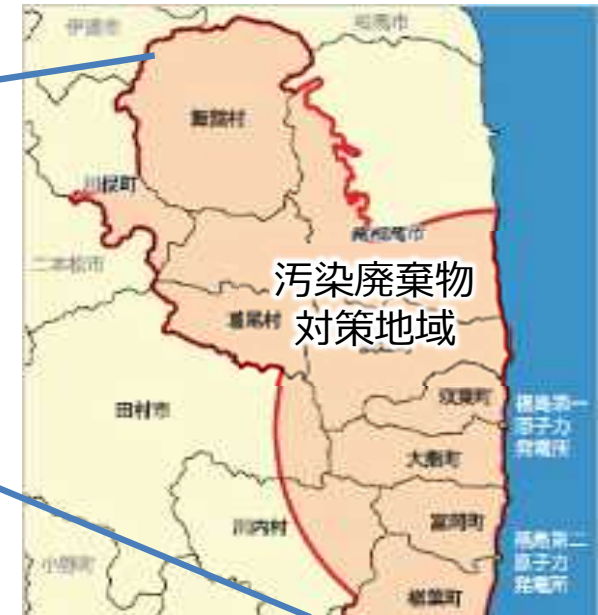 伊達市
相馬市
飯舘村
川俣町
南相馬市
二本松市
汚染廃棄物
対策地域
葛尾村
双葉町
田村市
福島第一
原子力
発電所
大熊町
川内村
富岡町
福島第二
原子力
発電所
小野町
楢葉町